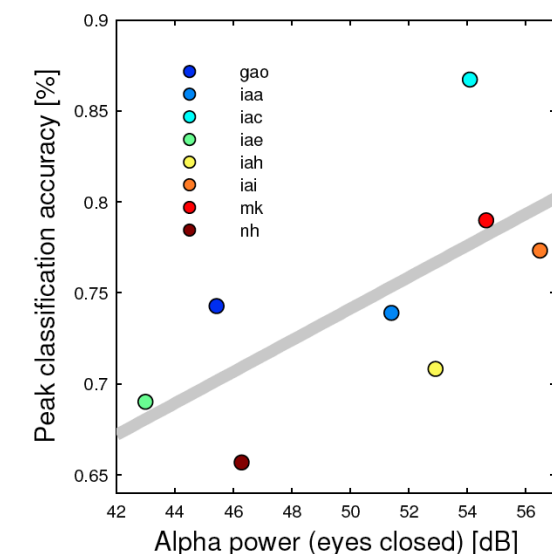 Peak classification accuracy [%]
0.9
0.85
0.8
0.75
0.7
0.65
gao
iaa
iac
iae
iah
iai
mk
nh
42 44 46 48 50 52 54 56
Alpha power (eyes closed) [dB]